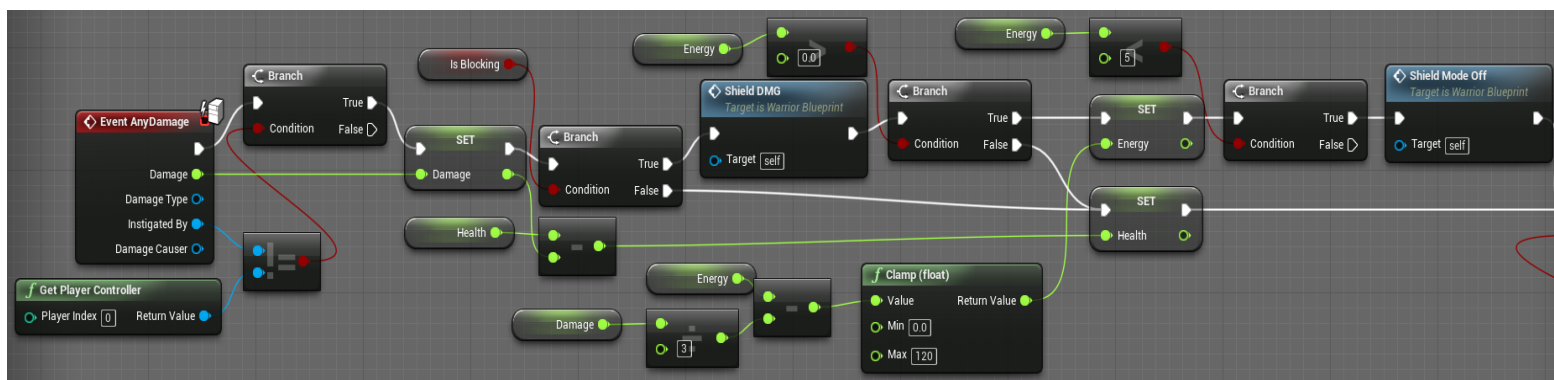 Event AnyDamage
Damage
Damage Type
Instigated By
Damage Causer
Get Player Controller
Player Index 0
Return Value
!=
Branch
Condition
True
False
SET
Damage
Is Blocking
Branch
Condition
True
False
Health
-
Shield DMG
Target is Warrior Blueprint
Target self
Energy
>
0.0
Branch
Condition
True
False
Energy
<
5
SET
Energy
SET
Health
Branch
Condition
True
False
Shield Mode Off
Target is Warrior Blueprint
Target self
Energy
-
Damage
÷
3
Clamp (float)
Value
Return Value
Min 0.0
Max 120